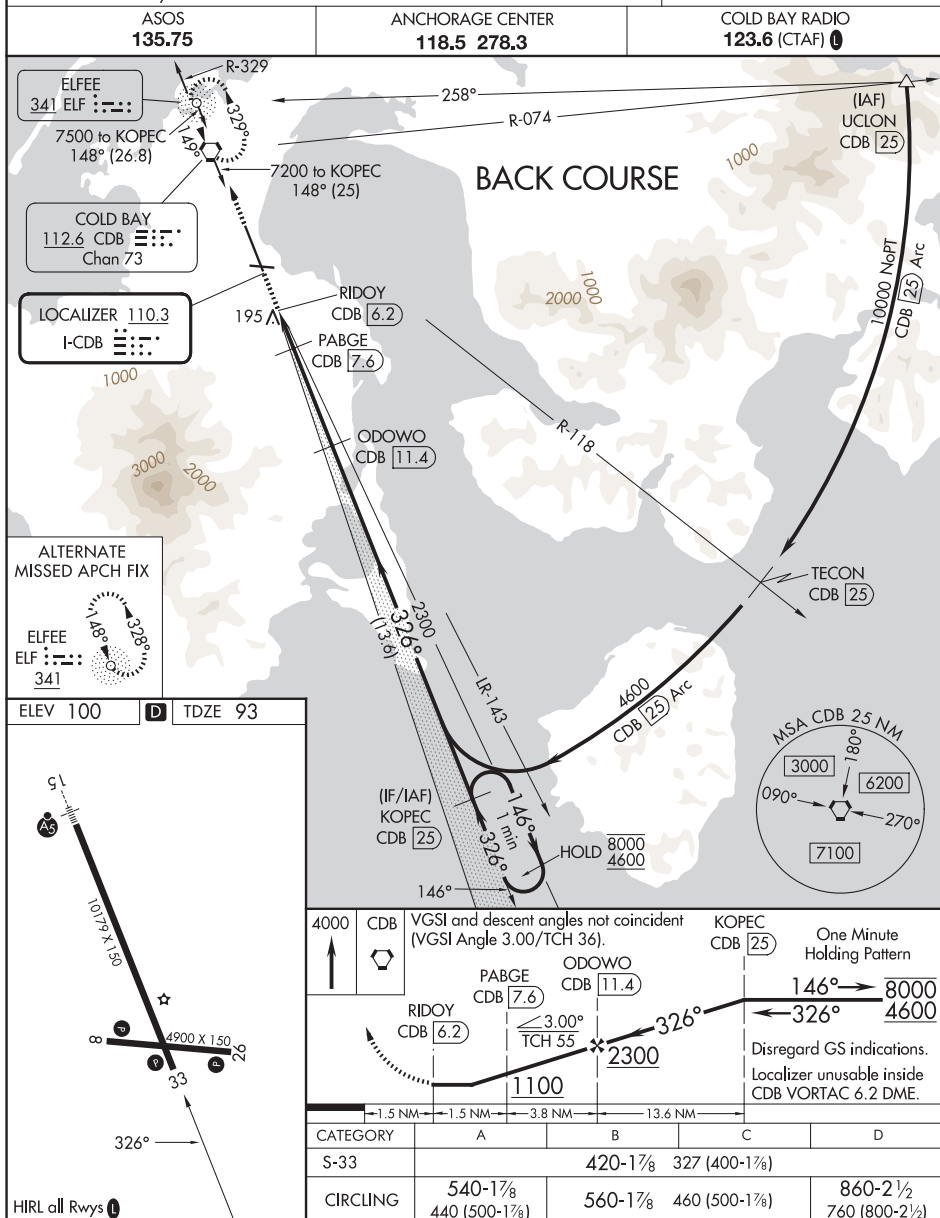 ASOS
135.75
ANCHORAGE CENTER
118.5 278.3
COLD BAY RADIO
123.6 (CTAF) L
R-329
ELFEE
341 ELF
329°
149°
7500 to KOPEC
148° (26.8)
7200 to KOPEC
148° (25)
258°
R-074
(IAF)
UCLON
CDB 25
1000
BACK COURSE
COLD BAY
112.6 CDB
Chan 73
LOCALIZER 110.3
I-CDB
195
RIDOY
CDB 6.2
PABGE
CDB 7.6
2000
1000
10000 NoPT
CDB 25 Arc
1000
3000
2000
ODOWO
CDB 11.4
R-118
TECON
CDB 25
ALTERNATE
MISSED APCH FIX
ELFEE
ELF
341
148°
328°
2300
326°
(13.6)
LR-143
4600
CDB 25 Arc
(IF/IAF)
KOPEC
CDB 25
146°
1 min
326°
HOLD 8000
4600
146°
MSA CDB 25 NM
3000
180°
6200
090°
270°
7100
ELEV 100
D
TDZE 93
15
A5
10179 X 150
P
8
4900 X 150
26
P
P
33
326°
HIRL all Rwys L
4000
CDB
VGSI and descent angles not coincident
(VGSI Angle 3.00/TCH 36).
KOPEC
CDB 25
One Minute
Holding Pattern
ODOWO
CDB 11.4
PABGE
CDB 7.6
RIDOY
CDB 6.2
3.00°
TCH 55
326°
146°
8000
326°
4600
2300
1100
Disregard GS indications.
Localizer unusable inside
CDB VORTAC 6.2 DME.
1.5 NM
1.5 NM
3.8 NM
13.6 NM
CATEGORY
A
B
C
D
S-33
420-1⅞ 327 (400-1⅞)
CIRCLING
540-1⅞
440 (500-1⅞)
560-1⅞ 460 (500-1⅞)
860-2½
760 (800-2½)